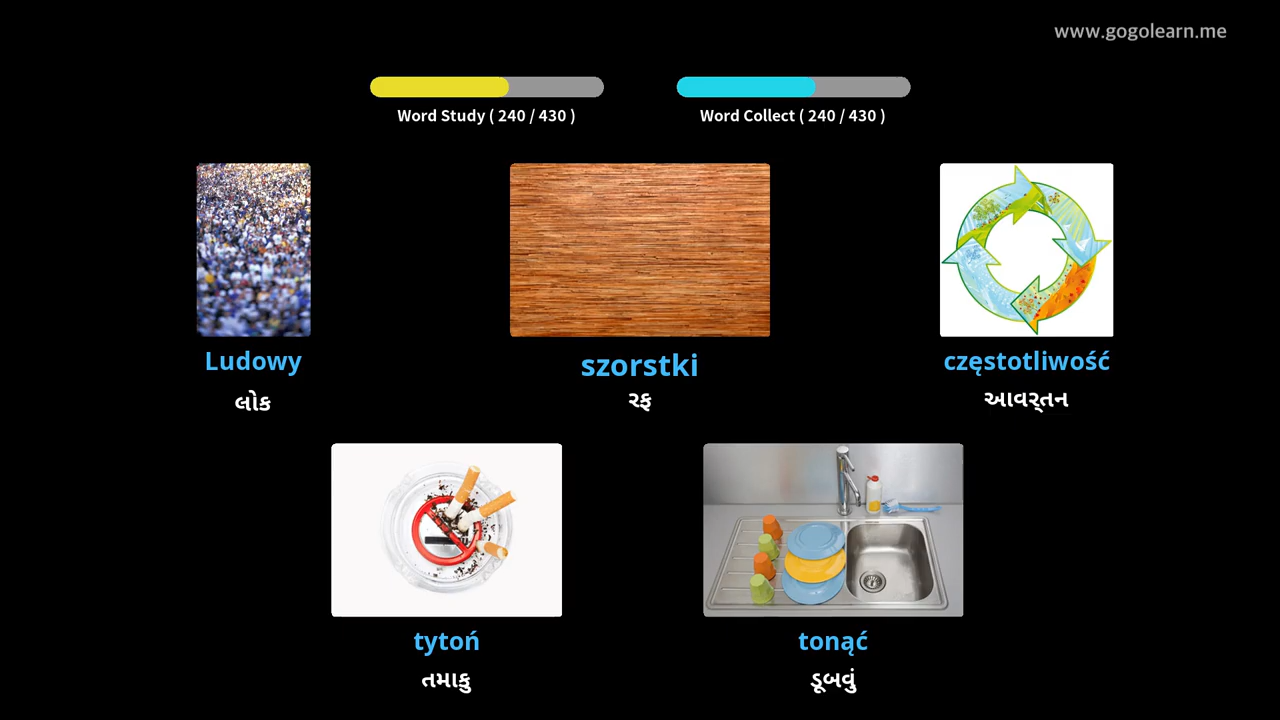 www.gogolearn.me
Word Study ( 240 / 430 )
Word Collect ( 240 / 430 )
Ludowy
લોક
szorstki
રફ
częstotliwość
આવર્તન
tytoń
તમાકુ
tonąć
ડૂબવું